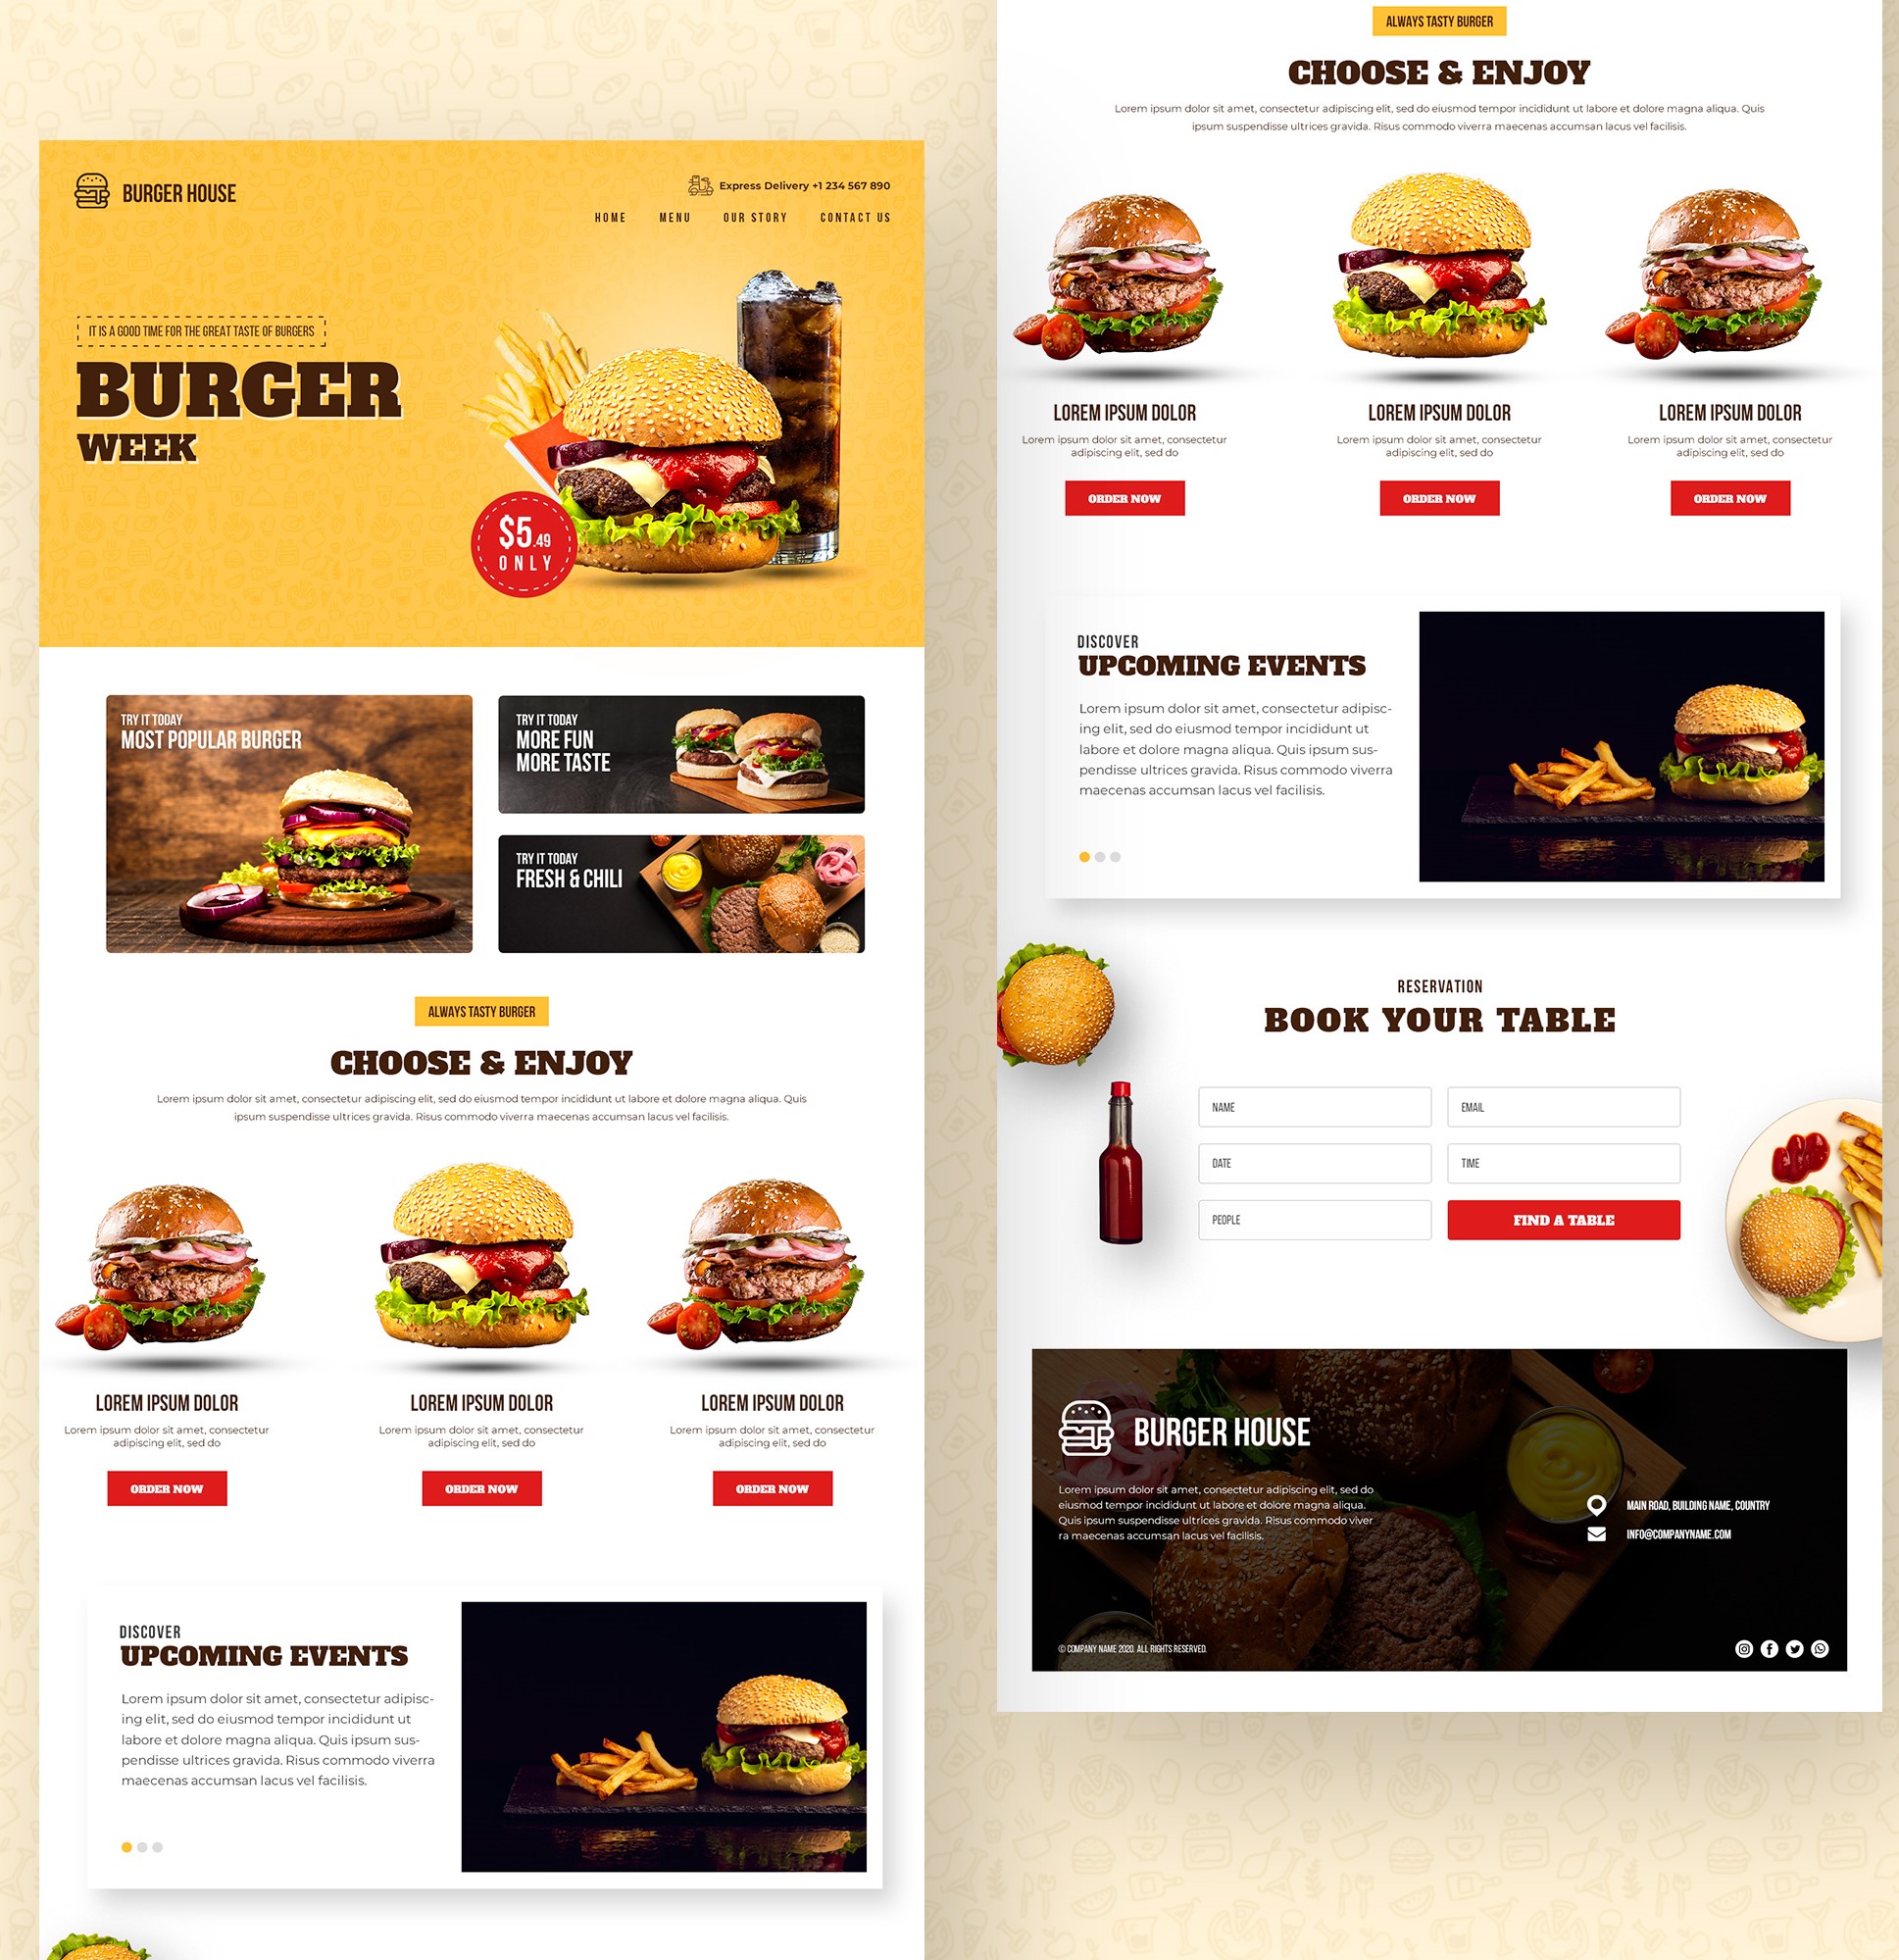 BURGER HOUSE
Express Delivery +1 234 567 890
HOME MENU OUR STORY CONTACT US
IT IS A GOOD TIME FOR THE GREAT TASTE OF BURGERS
BURGER
WEEK
$5.49
ONLY
TRY IT TODAY
MOST POPULAR BURGER
TRY IT TODAY
MORE FUN
MORE TASTE
TRY IT TODAY
FRESH & CHILI
ALWAYS TASTY BURGER
CHOOSE & ENJOY
Lorem ipsum dolor sit amet, consectetur adipiscing elit, sed do eiusmod tempor incididunt ut labore et dolore magna aliqua. Quis
ipsum suspendisse ultrices gravida. Risus commodo viverra maecenas accumsan lacus vel facilisis.
LOREM IPSUM DOLOR
Lorem ipsum dolor sit amet, consectetur
adipiscing elit, sed do
ORDER NOW
LOREM IPSUM DOLOR
Lorem ipsum dolor sit amet, consectetur
adipiscing elit, sed do
ORDER NOW
LOREM IPSUM DOLOR
Lorem ipsum dolor sit amet, consectetur
adipiscing elit, sed do
ORDER NOW
DISCOVER
UPCOMING EVENTS
Lorem ipsum dolor sit amet, consectetur adipisc-
ing elit, sed do eiusmod tempor incididunt ut
labore et dolore magna aliqua. Quis ipsum sus-
pendisse ultrices gravida. Risus commodo viverra
maecenas accumsan lacus vel facilisis.
ALWAYS TASTY BURGER
CHOOSE & ENJOY
Lorem ipsum dolor sit amet, consectetur adipiscing elit, sed do eiusmod tempor incididunt ut labore et dolore magna aliqua. Quis
ipsum suspendisse ultrices gravida. Risus commodo viverra maecenas accumsan lacus vel facilisis.
LOREM IPSUM DOLOR
Lorem ipsum dolor sit amet, consectetur
adipiscing elit, sed do
ORDER NOW
LOREM IPSUM DOLOR
Lorem ipsum dolor sit amet, consectetur
adipiscing elit, sed do
ORDER NOW
LOREM IPSUM DOLOR
Lorem ipsum dolor sit amet, consectetur
adipiscing elit, sed do
ORDER NOW
DISCOVER
UPCOMING EVENTS
Lorem ipsum dolor sit amet, consectetur adipisc-
ing elit, sed do eiusmod tempor incididunt ut
labore et dolore magna aliqua. Quis ipsum sus-
pendisse ultrices gravida. Risus commodo viverra
maecenas accumsan lacus vel facilisis.
RESERVATION
BOOK YOUR TABLE
NAME
EMAIL
DATE
TIME
PEOPLE
FIND A TABLE
BURGER HOUSE
Lorem ipsum dolor sit amet, consectetur adipiscing elit, sed do
eiusmod tempor incididunt ut labore et dolore magna aliqua.
Quis ipsum suspendisse ultrices gravida. Risus commodo viver
ra maecenas accumsan lacus vel facilisis.
MAIN ROAD, BUILDING NAME, COUNTRY
INFO@COMPANYNAME.COM
© COMPANY NAME 2020. ALL RIGHTS RESERVED.